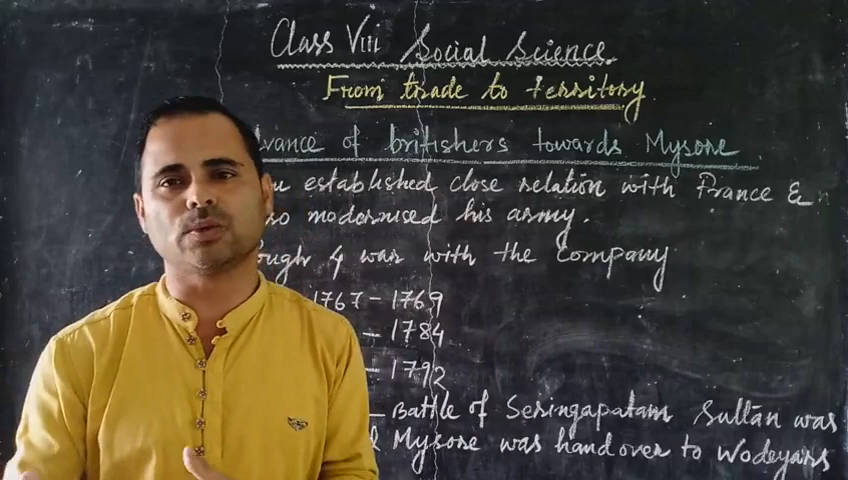 Class VIII Social Science
From trade to territory
dvance of britishers towards Mysore
established close relation with France &
so modernised his army.
ough 4 war with the Company
1767 - 1769
- 1784
- 1792
- Battle of Seringapatam Sultan was
Mysore was handover to Wodeyars